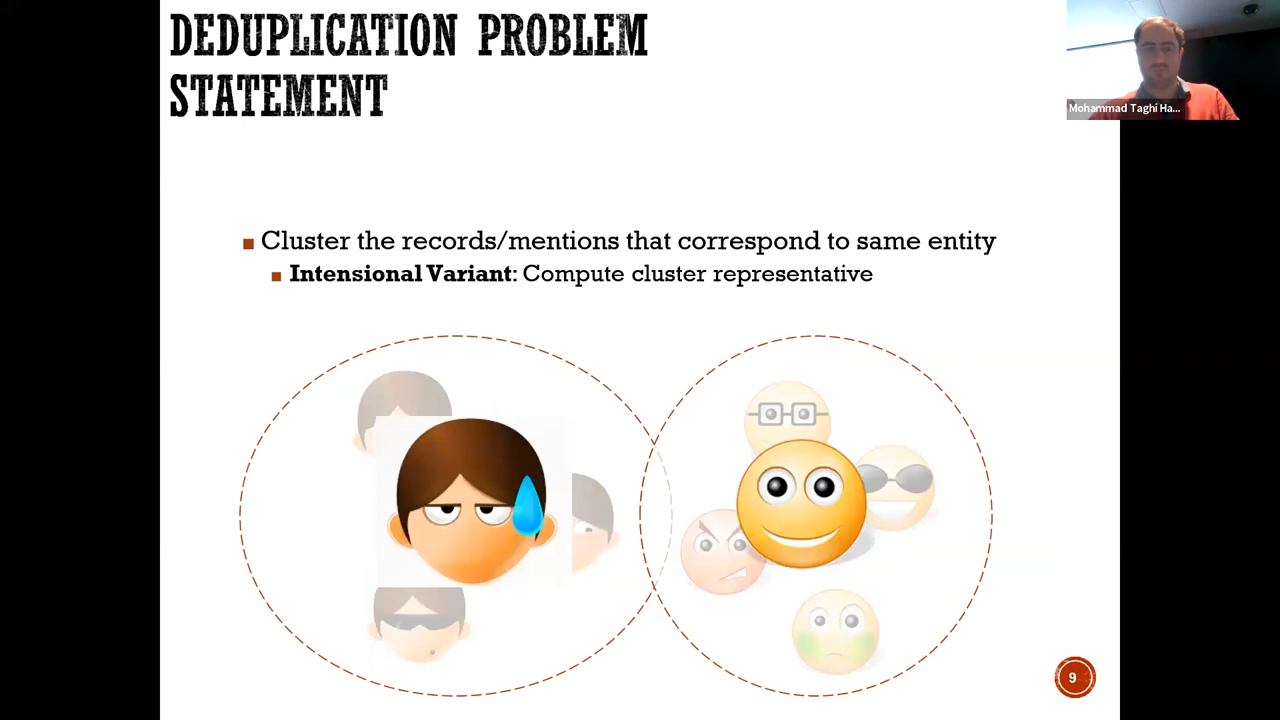 DEDUPLICATION PROBLEM
STATEMENT
Mohammad Taghi Ha...
■ Cluster the records/mentions that correspond to same entity
■ Intensional Variant: Compute cluster representative
9